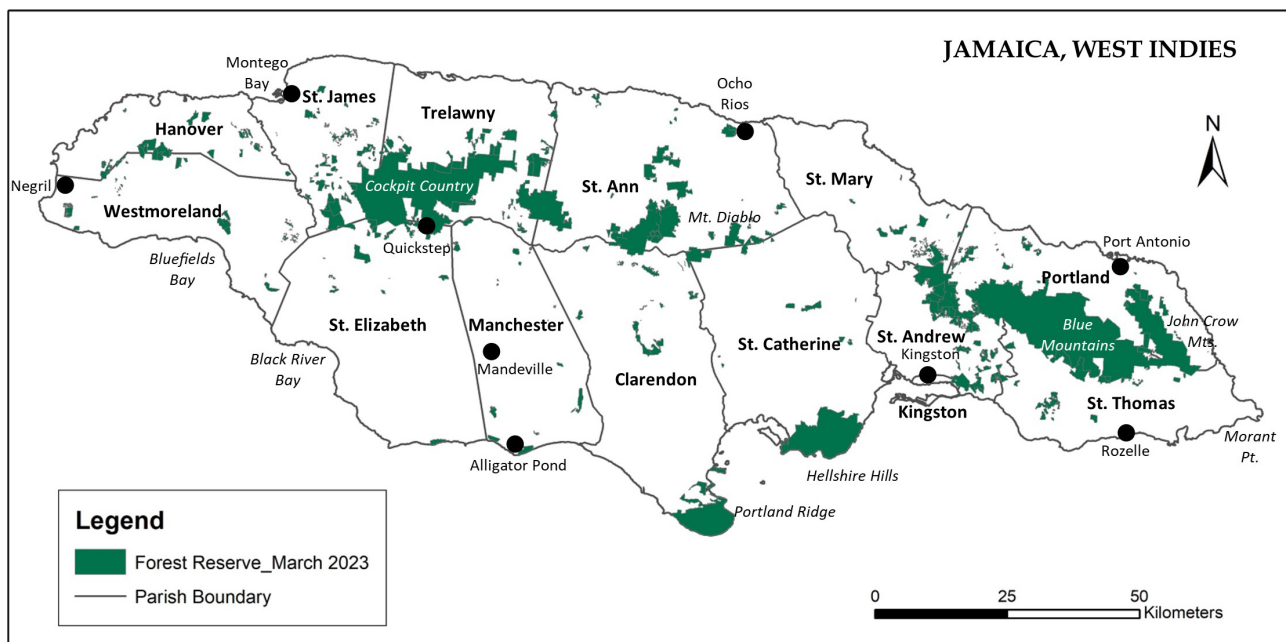 JAMAICA, WEST INDIES
Montego
Bay
St. James
Trelawny
Ocho
Rios
Hanover
N
Negril
Westmoreland
Cockpit Country
St. Ann
St. Mary
Mt. Diablo
Quickstep
Bluefields
Bay
Port Antonio
Portland
St. Elizabeth
Manchester
Mandeville
Black River
Bay
Clarendon
St. Catherine
St. Andrew
Kingston
Blue
Mountains
John Crow
Mts.
Kingston
St. Thomas
Rozelle
Morant
Pt.
Alligator Pond
Hellshire Hills
Portland Ridge
Legend
Forest Reserve_March 2023
Parish Boundary
0 25 50
Kilometers